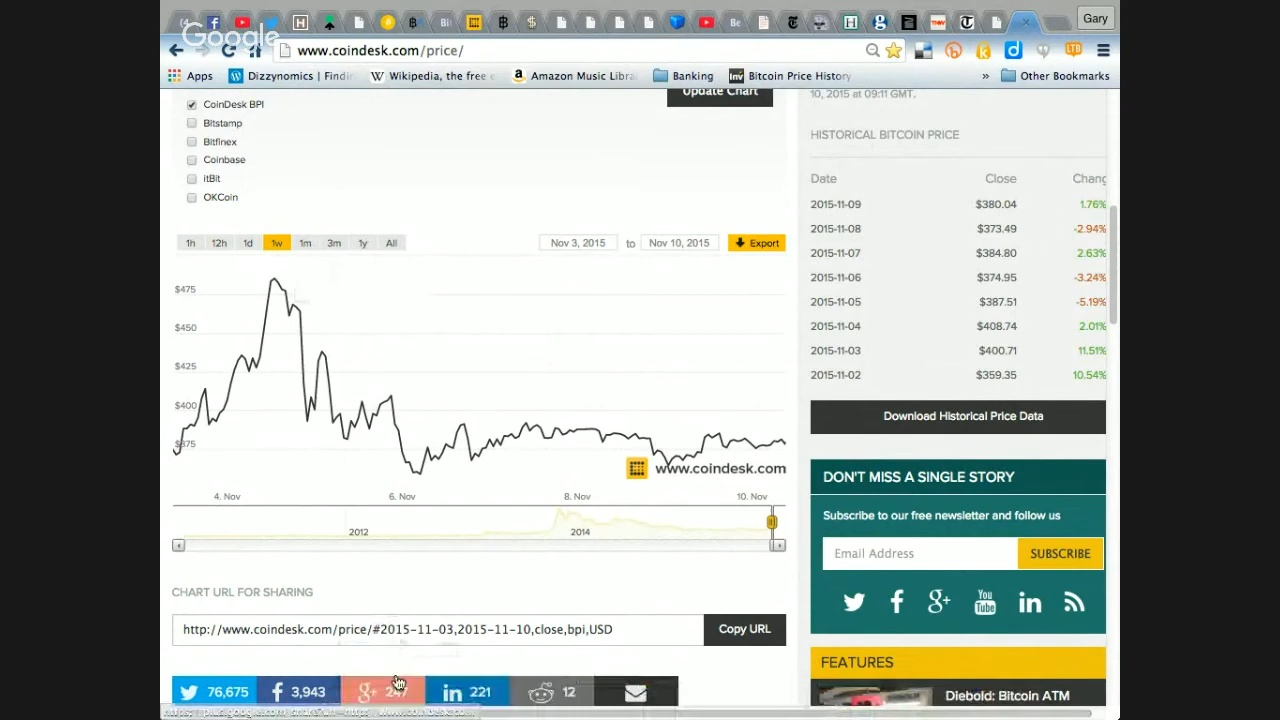 Gary
Google
www.coindesk.com/price/
Apps
Dizzynomics | Findin
Wikipedia, the free e
Amazon Music Libra
Banking
Bitcoin Price History
»
Other Bookmarks
CoinDesk BPI
Bitstamp
Bitfinex
Coinbase
itBit
OKCoin
Update Chart
1h 12h 1d 1w 1m 3m 1y All
Nov 3, 2015 to Nov 10, 2015
Export
$475
$450
$425
$400
$375
www.coindesk.com
4. Nov 6. Nov 8. Nov 10. Nov
2012 2014
CHART URL FOR SHARING
http://www.coindesk.com/price/#2015-11-03,2015-11-10,close,bpi,USD
Copy URL
76,675 3,943 221 12
10, 2015 at 09:11 GMT.
HISTORICAL BITCOIN PRICE
Date Close Chang
2015-11-09 $380.04 1.76%
2015-11-08 $373.49 -2.94%
2015-11-07 $384.80 2.63%
2015-11-06 $374.95 -3.24%
2015-11-05 $387.51 -5.19%
2015-11-04 $408.74 2.01%
2015-11-03 $400.71 11.51%
2015-11-02 $359.35 10.54%
Download Historical Price Data
DON'T MISS A SINGLE STORY
Subscribe to our free newsletter and follow us
Email Address
SUBSCRIBE
You
Tube
FEATURES
Diebold: Bitcoin ATM